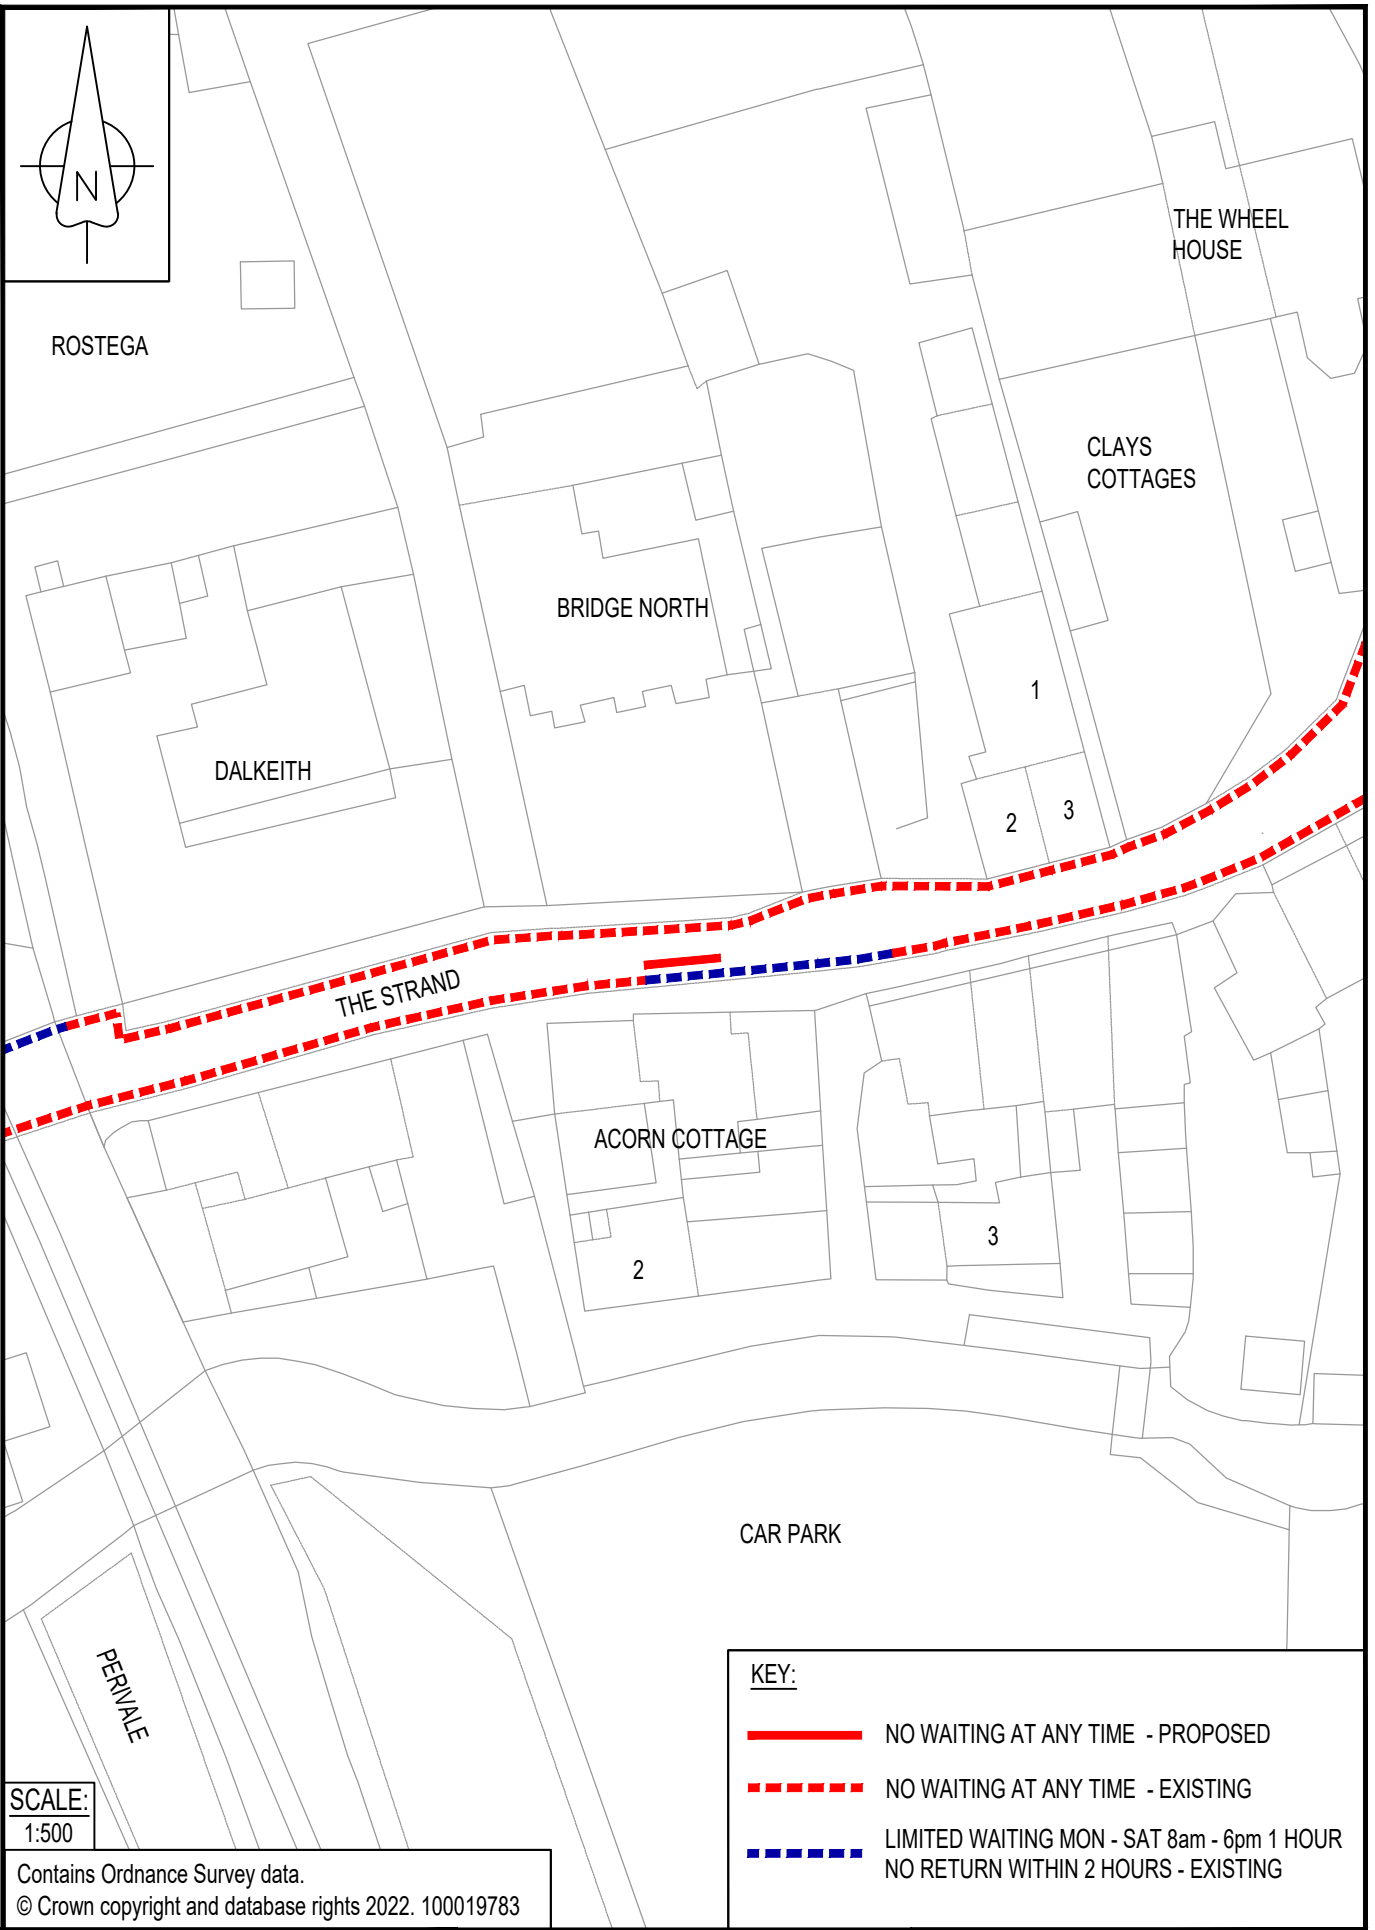 N
THE WHEEL
HOUSE
ROSTEGA
CLAYS
COTTAGES
BRIDGE NORTH
1
DALKEITH
2
3
THE STRAND
ACORN COTTAGE
3
2
CAR PARK
PERIVALE
KEY:
NO WAITING AT ANY TIME - PROPOSED
NO WAITING AT ANY TIME - EXISTING
LIMITED WAITING MON - SAT 8am - 6pm 1 HOUR
NO RETURN WITHIN 2 HOURS - EXISTING
SCALE:
1:500
Contains Ordnance Survey data.
© Crown copyright and database rights 2022. 100019783